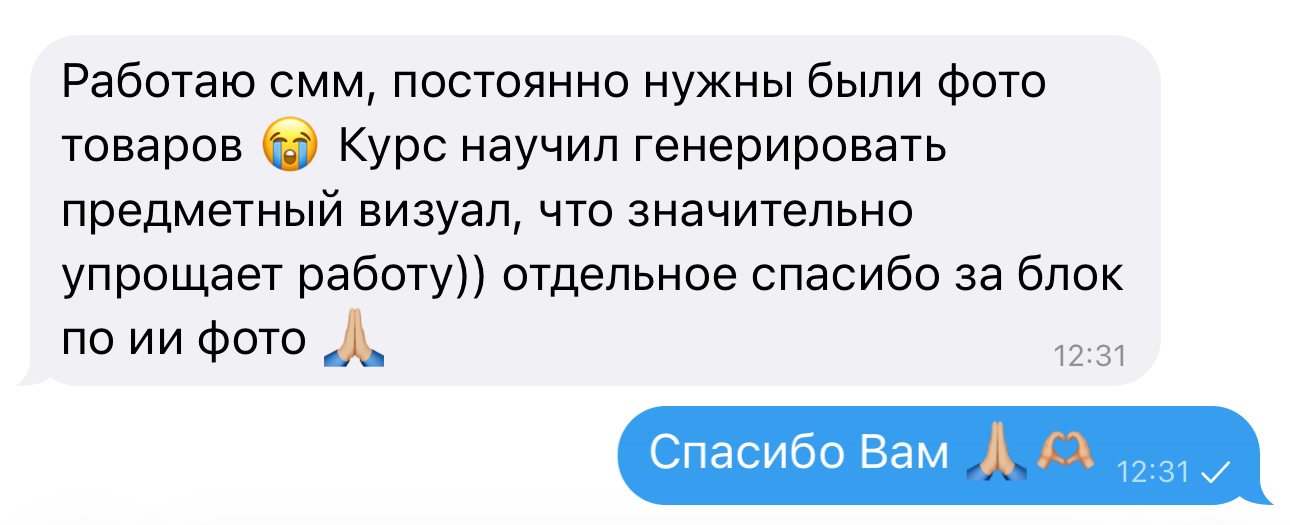 Работаю смм, постоянно нужны были фото
товаров 😭 Курс научил генерировать
предметный визуал, что значительно
упрощает работу)) отдельное спасибо за блок
по ии фото 🙏🏼
12:31
Спасибо Вам 🙏🏼🫶🏼
12:31